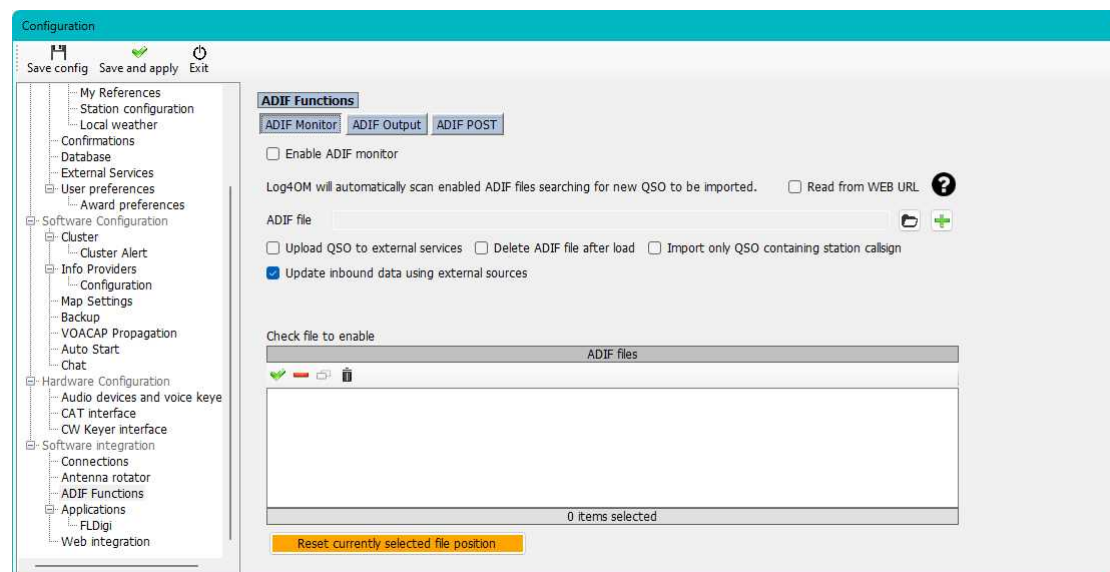 Configuration
Save config Save and apply Exit
My References
Station configuration
Local weather
Confirmations
Database
External Services
User preferences
Award preferences
Software Configuration
Cluster
Cluster Alert
Info Providers
Configuration
Map Settings
Backup
VOACAP Propagation
Auto Start
Chat
Hardware Configuration
Audio devices and voice keye
CAT interface
CW Keyer interface
Software integration
Connections
Antenna rotator
ADIF Functions
Applications
FLDigi
Web integration
ADIF Functions
ADIF Monitor ADIF Output ADIF POST
Enable ADIF monitor
Log4OM will automatically scan enabled ADIF files searching for new QSO to be imported. Read from WEB URL ?
ADIF file
Upload QSO to external services Delete ADIF file after load Import only QSO containing station callsign
Update inbound data using external sources
Check file to enable
ADIF files
0 items selected
Reset currently selected file position